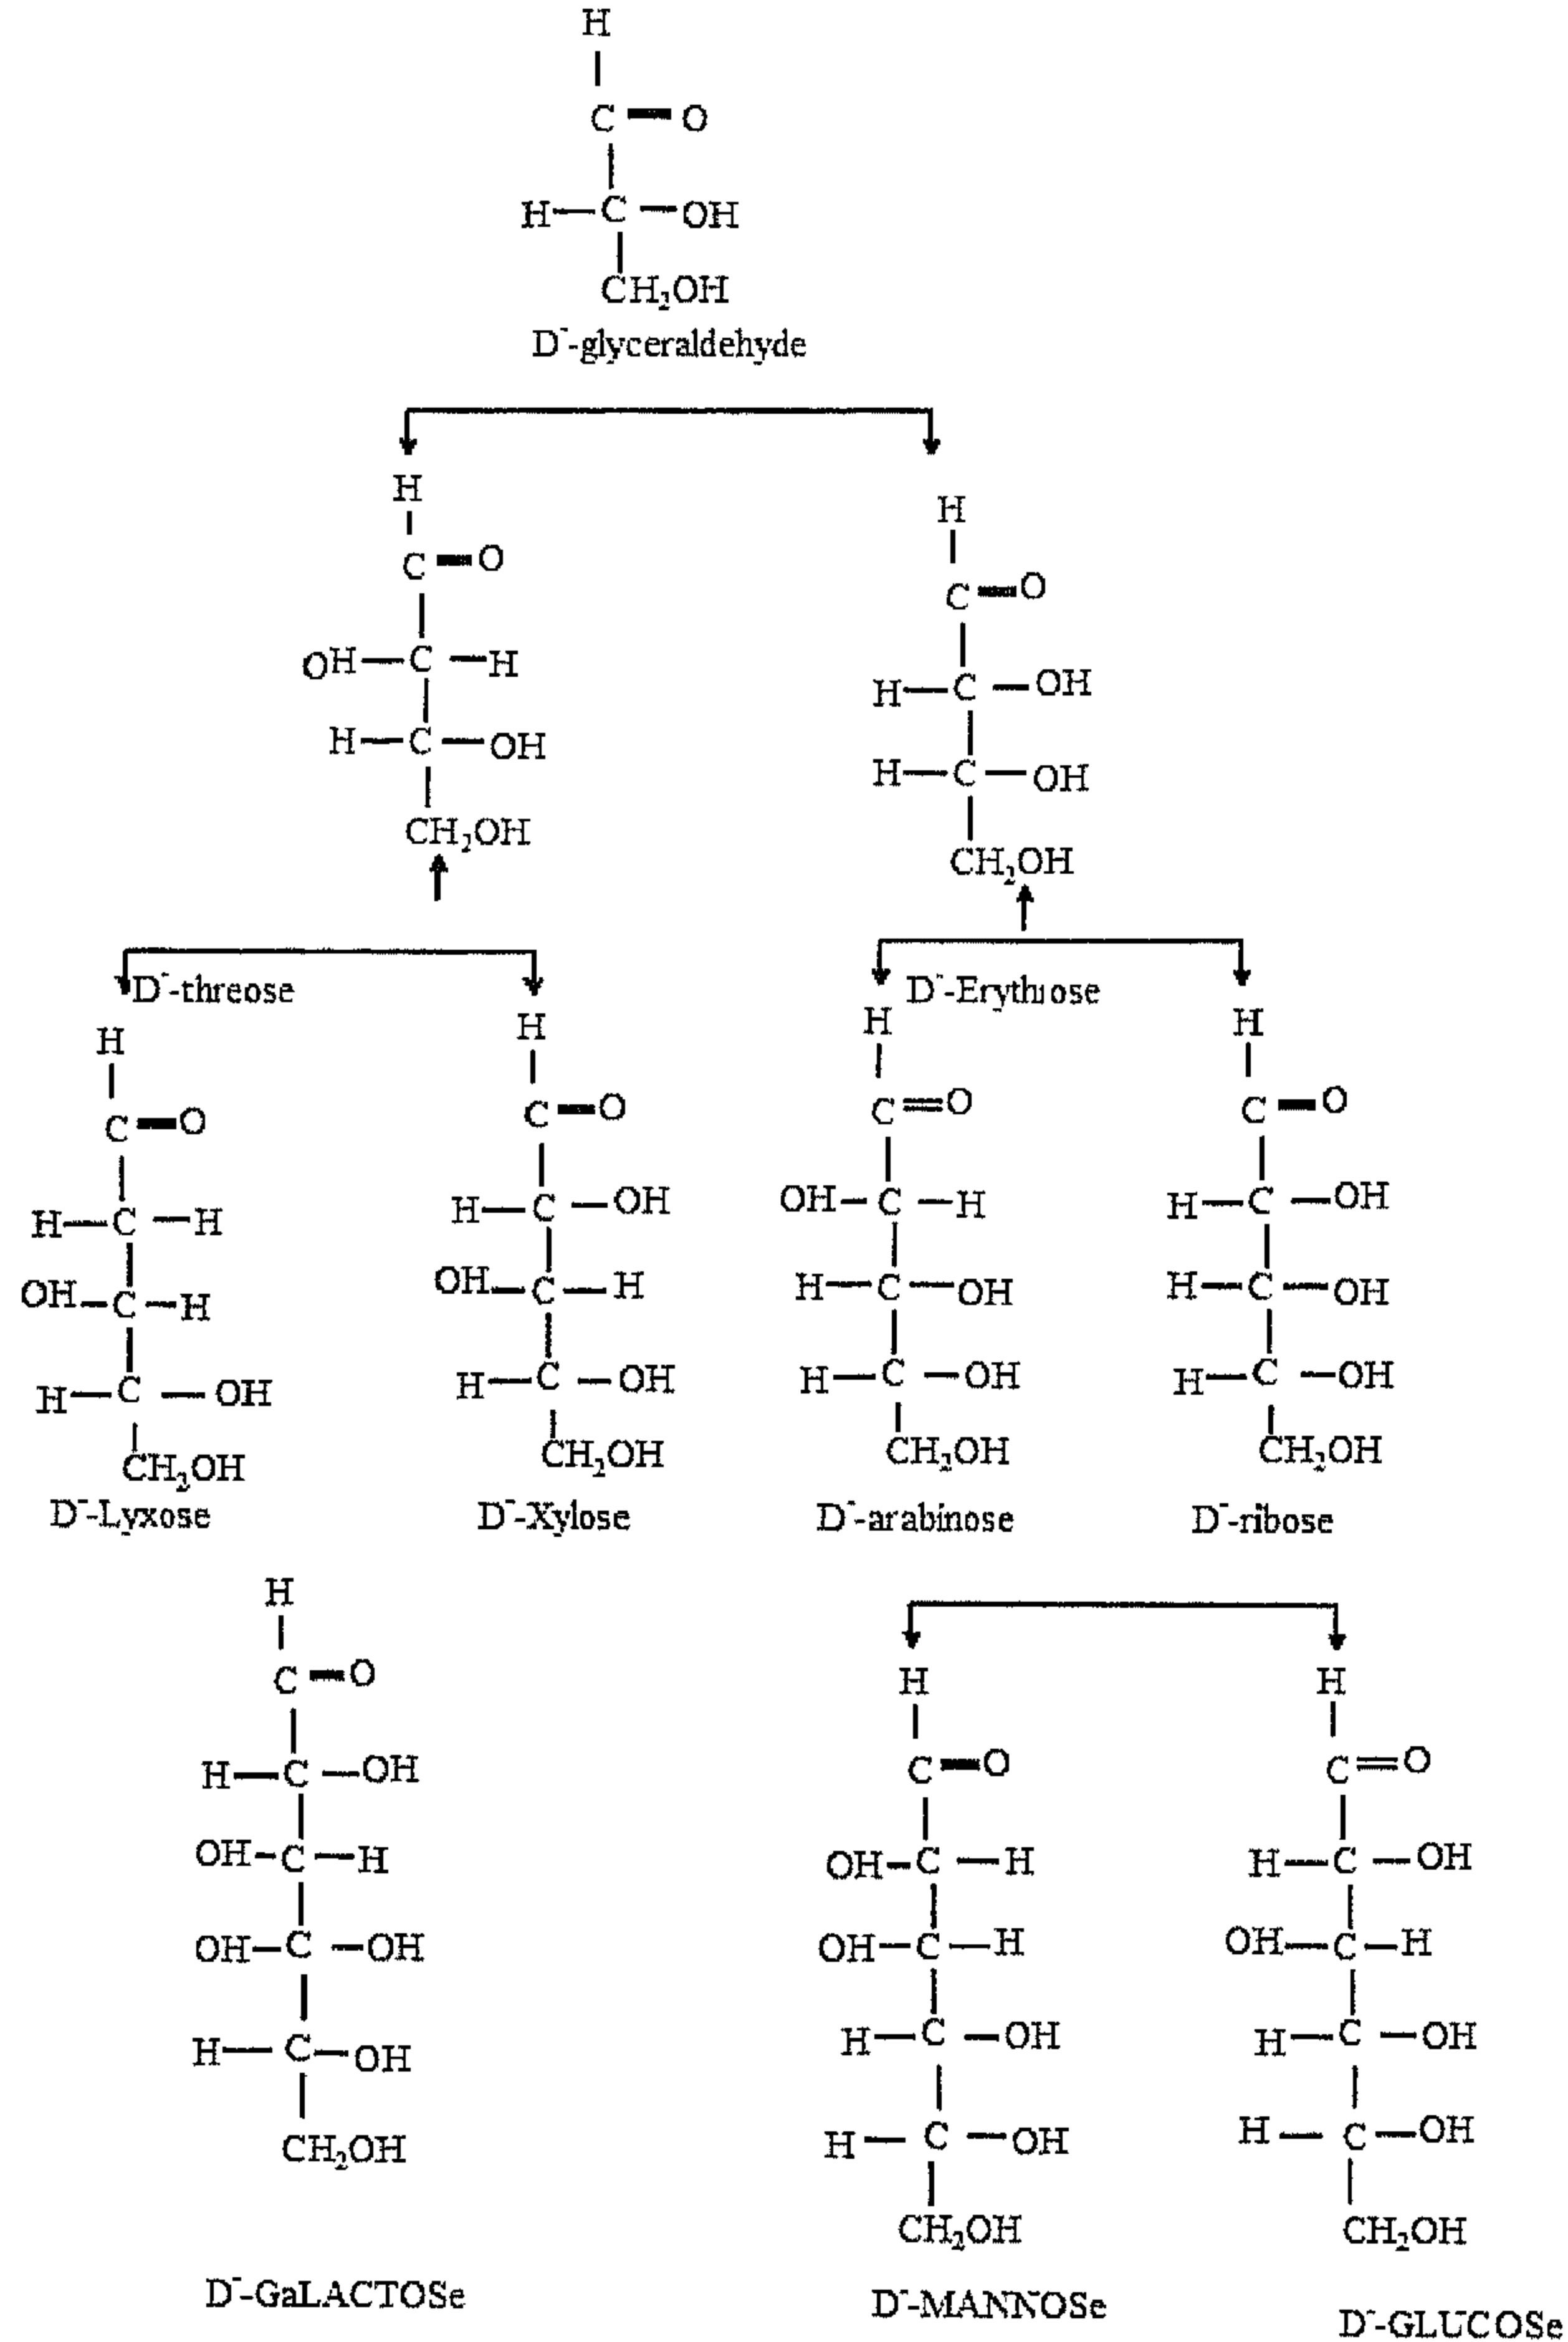 H
C = O
H—C—OH
CH₂OH
D⁻-glyceraldehyde
H
C = O
OH—C—H
H—C—OH
CH₂OH
D⁻-threose
H
C = O
H—C—OH
H—C—OH
CH₂OH
D⁻-Erythrose
H
C = O
H—C—H
OH—C—H
H—C—OH
CH₂OH
D⁻-Lyxose
H
C = O
H—C—OH
OH—C—H
H—C—OH
CH₂OH
D⁻-Xylose
H
C = O
OH—C—H
H—C—OH
H—C—OH
CH₂OH
D⁻-arabinose
H
C = O
H—C—OH
H—C—OH
H—C—OH
CH₂OH
D⁻-ribose
H
C = O
H—C—OH
OH—C—H
OH—C—OH
H—C—OH
CH₂OH
D⁻-GaLACTOSe
H
C = O
OH—C—H
OH—C—H
H—C—OH
H—C—OH
CH₂OH
D⁻-MANNOSe
H
C = O
H—C—OH
OH—C—H
H—C—OH
H—C—OH
CH₂OH
D⁻-GLUCOSe